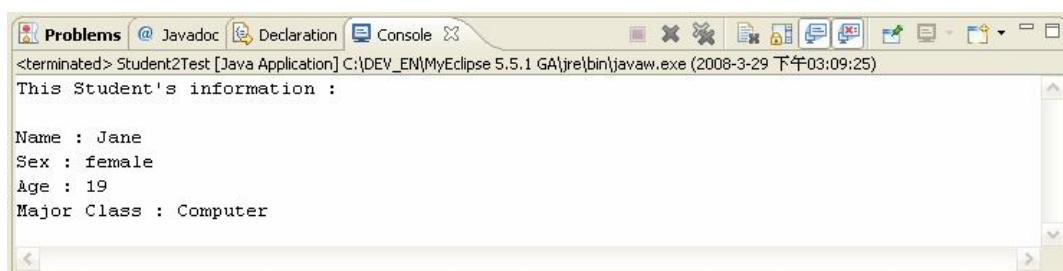 Problems @ Javadoc Declaration Console
<terminated> Student2Test [Java Application] C:\DEV_EN\MyEclipse 5.5.1 GA\jre\bin\javaw.exe (2008-3-29 下午03:09:25)
This Student's information :
Name : Jane
Sex : female
Age : 19
Major Class : Computer